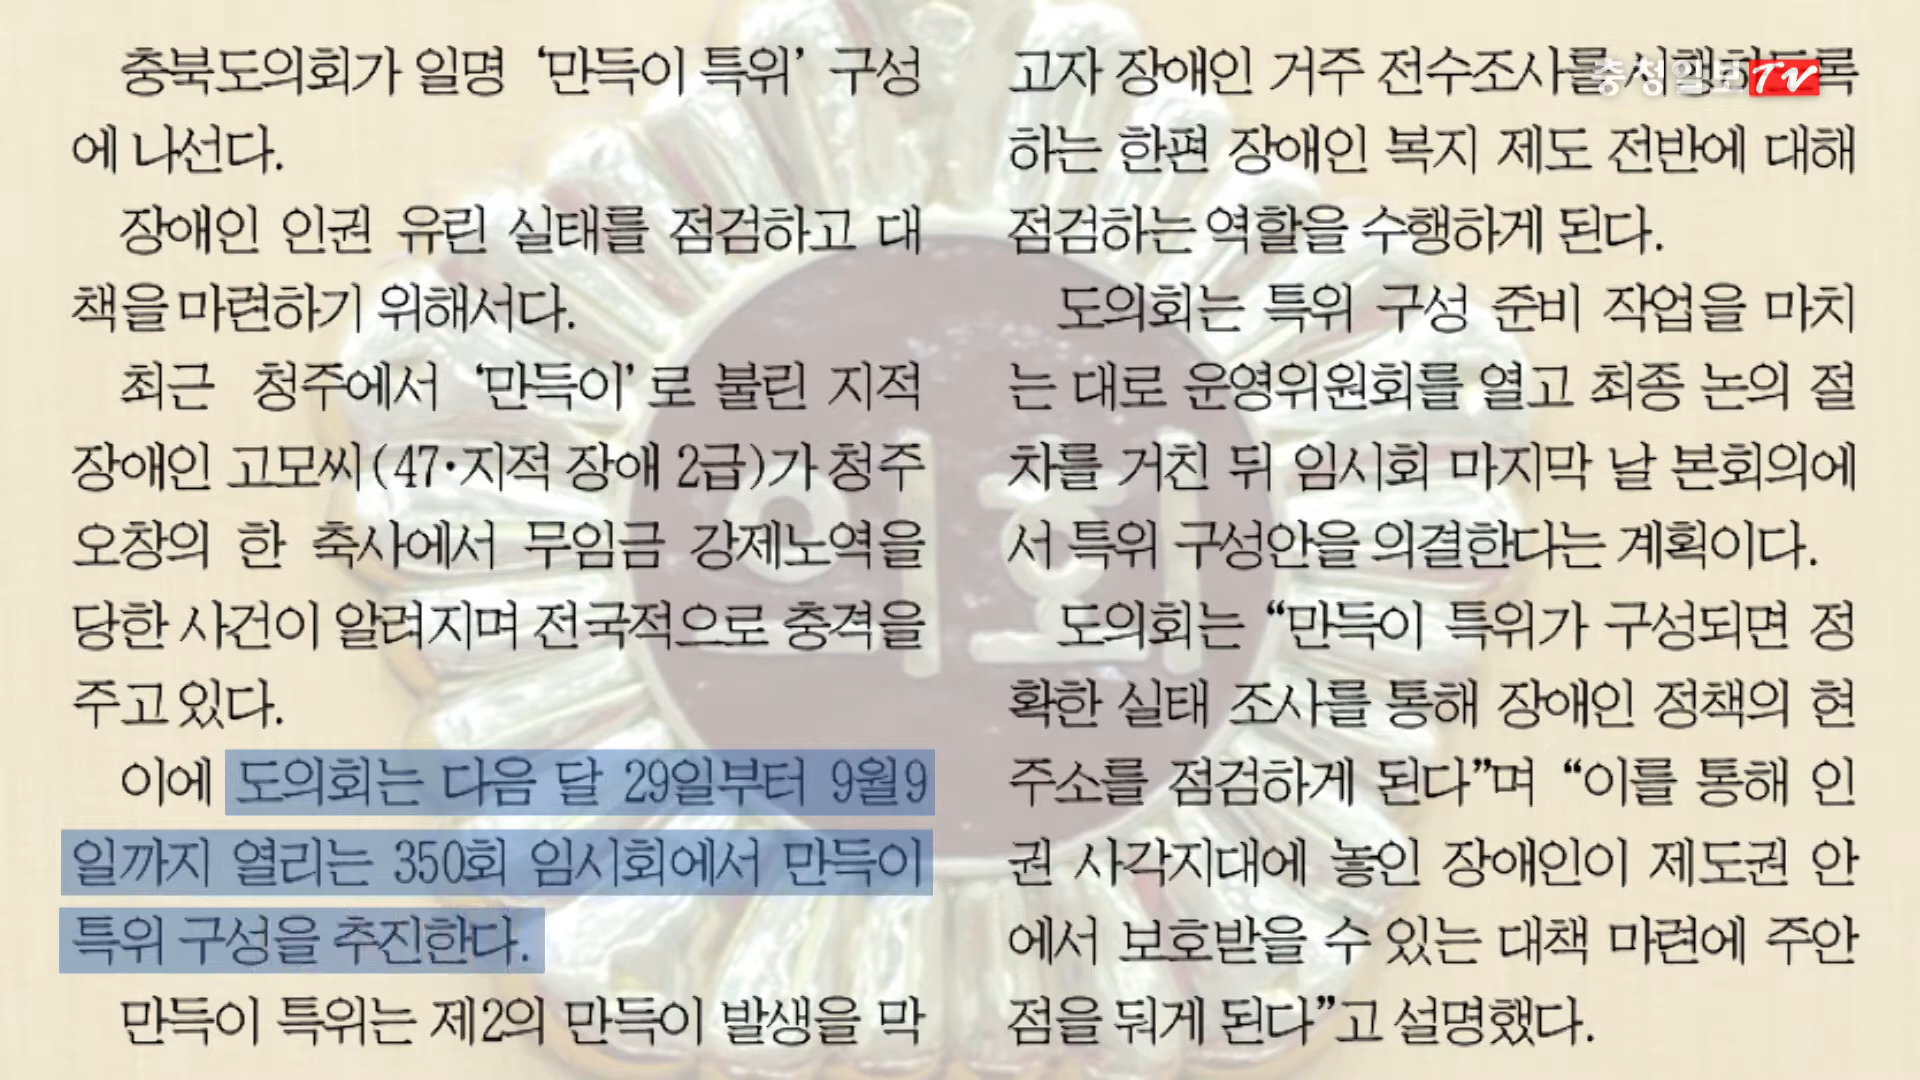 충북도의회가 일명 ‘만득이 특위’ 구성
에 나선다.
장애인 인권 유린 실태를 점검하고 대
책을 마련하기 위해서다.
최근 청주에서 ‘만득이’로 불린 지적
장애인 고모씨(47·지적 장애 2급)가 청주
오창의 한 축사에서 무임금 강제노역을
당한 사건이 알려지며 전국적으로 충격을
주고 있다.
이에 도의회는 다음 달 29일부터 9월9
일까지 열리는 350회 임시회에서 만득이
특위 구성을 추진한다.
만득이 특위는 제2의 만득이 발생을 막
고자 장애인 거주 전수조사를 시행하도록
하는 한편 장애인 복지 제도 전반에 대해
점검하는 역할을 수행하게 된다.
도의회는 특위 구성 준비 작업을 마치
는 대로 운영위원회를 열고 최종 논의 절
차를 거친 뒤 임시회 마지막 날 본회의에
서 특위 구성안을 의결한다는 계획이다.
도의회는 “만득이 특위가 구성되면 정
확한 실태 조사를 통해 장애인 정책의 현
주소를 점검하게 된다”며 “이를 통해 인
권 사각지대에 놓인 장애인이 제도권 안
에서 보호받을 수 있는 대책 마련에 주안
점을 둬게 된다”고 설명했다.
충청일보TV
의회